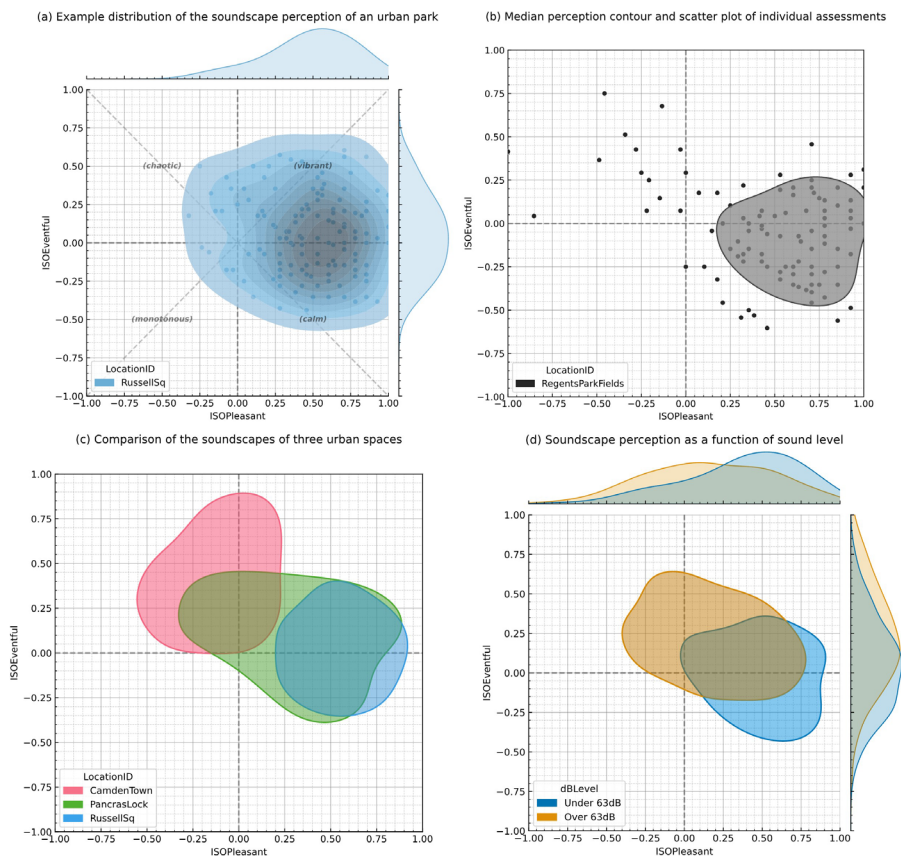 (a) Example distribution of the soundscape perception of an urban park
1.00
0.75
0.50
0.25
0.00
−0.25
−0.50
−0.75
−1.00
ISOEventful
(chaotic)
(vibrant)
(monotonous)
(calm)
LocationID
RussellSq
−1.00 −0.75 −0.50 −0.25 0.00 0.25 0.50 0.75 1.00
ISOPleasant
(b) Median perception contour and scatter plot of individual assessments
1.00
0.75
0.50
0.25
0.00
−0.25
−0.50
−0.75
−1.00
ISOEventful
LocationID
RegentsParkFields
−1.00 −0.75 −0.50 −0.25 0.00 0.25 0.50 0.75 1.00
ISOPleasant
(c) Comparison of the soundscapes of three urban spaces
1.00
0.75
0.50
0.25
0.00
−0.25
−0.50
−0.75
−1.00
ISOEventful
LocationID
CamdenTown
PancrasLock
RussellSq
−1.00 −0.75 −0.50 −0.25 0.00 0.25 0.50 0.75 1.00
ISOPleasant
(d) Soundscape perception as a function of sound level
1.00
0.75
0.50
0.25
0.00
−0.25
−0.50
−0.75
−1.00
ISOEventful
dBLevel
Under 63dB
Over 63dB
−1.00 −0.75 −0.50 −0.25 0.00 0.25 0.50 0.75 1.00
ISOPleasant